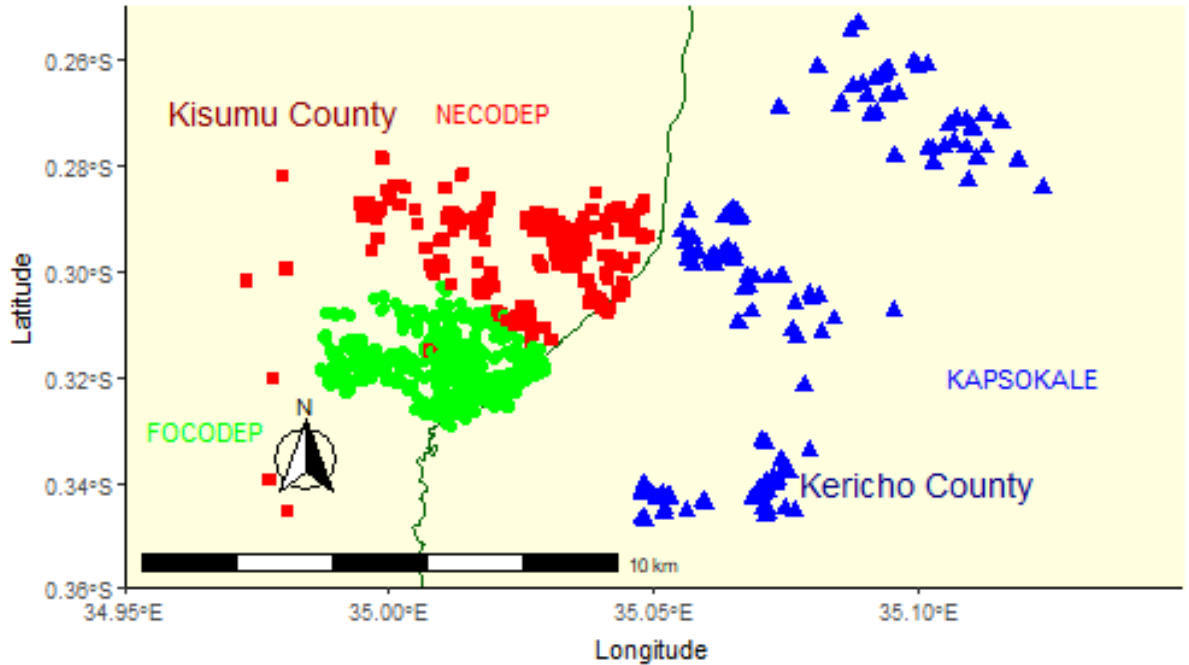 0.26°S
Kisumu County
NECODEP
0.28°S
0.30°S
Latitude
0.32°S
KAPSOKALE
N
FOCODEP
0.34°S
Kericho County
10 km
0.36°S
34.95°E
35.00°E
35.05°E
35.10°E
Longitude